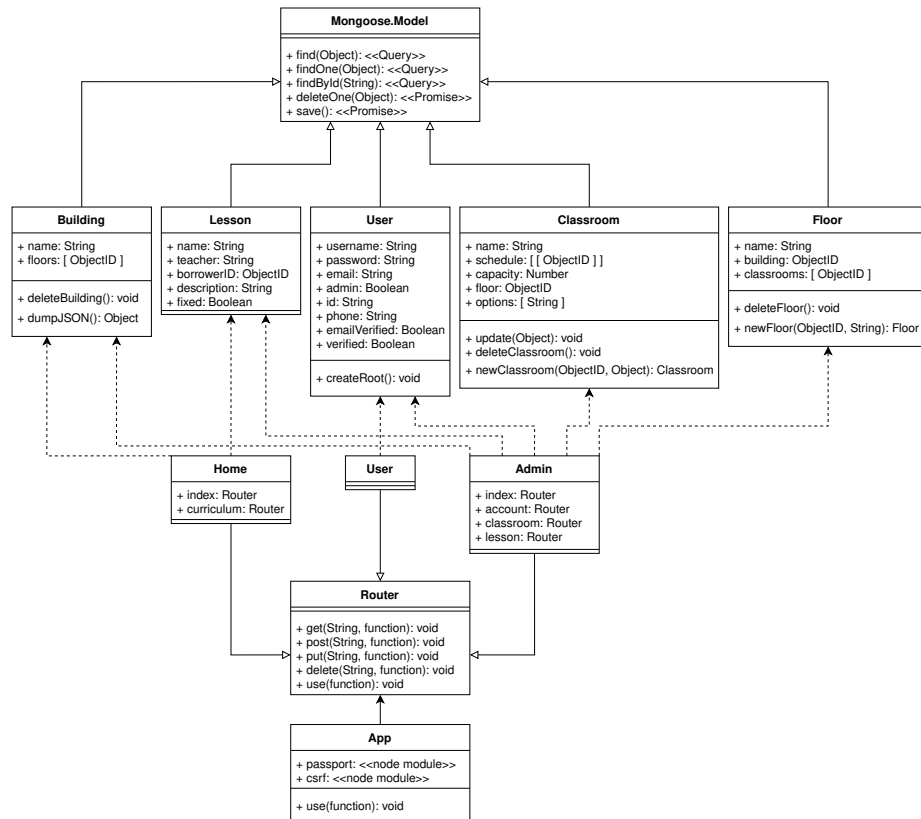 Mongoose.Model
+ find(Object): <<Query>>
+ findOne(Object): <<Query>>
+ findById(String): <<Query>>
+ deleteOne(Object): <<Promise>>
+ save(): <<Promise>>
Building
+ name: String
+ floors: [ ObjectID ]
+ deleteBuilding(): void
+ dumpJSON(): Object
Lesson
+ name: String
+ teacher: String
+ borrowerID: ObjectID
+ description: String
+ fixed: Boolean
User
+ username: String
+ password: String
+ email: String
+ admin: Boolean
+ id: String
+ phone: String
+ emailVerified: Boolean
+ verified: Boolean
+ createRoot(): void
Classroom
+ name: String
+ schedule: [ [ ObjectID ] ]
+ capacity: Number
+ floor: ObjectID
+ options: [ String ]
+ update(Object): void
+ deleteClassroom(): void
+ newClassroom(ObjectID, Object): Classroom
Floor
+ name: String
+ building: ObjectID
+ classrooms: [ ObjectID ]
+ deleteFloor(): void
+ newFloor(ObjectID, String): Floor
Home
+ index: Router
+ curriculum: Router
User
Admin
+ index: Router
+ account: Router
+ classroom: Router
+ lesson: Router
Router
+ get(String, function): void
+ post(String, function): void
+ put(String, function): void
+ delete(String, function): void
+ use(function): void
App
+ passport: <<node module>>
+ csrf: <<node module>>
+ use(function): void